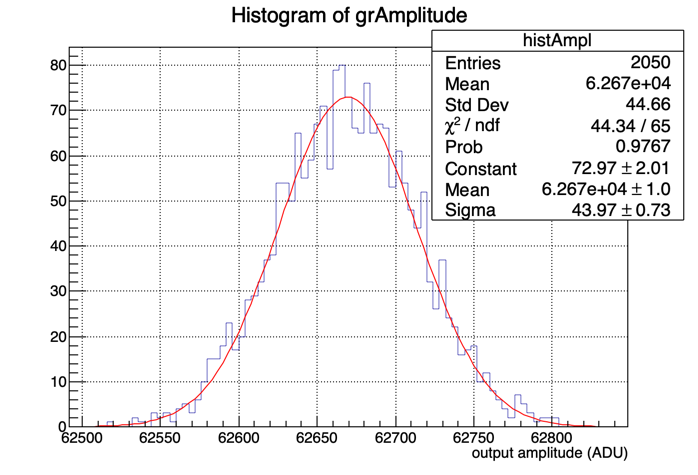 Histogram of grAmplitude
histAmpl
Entries 2050
Mean 6.267e+04
Std Dev 44.66
χ² / ndf 44.34 / 65
Prob 0.9767
Constant 72.97 ± 2.01
Mean 6.267e+04 ± 1.0
Sigma 43.97 ± 0.73
80
70
60
50
40
30
20
10
0
62500 62550 62600 62650 62700 62750 62800
output amplitude (ADU)